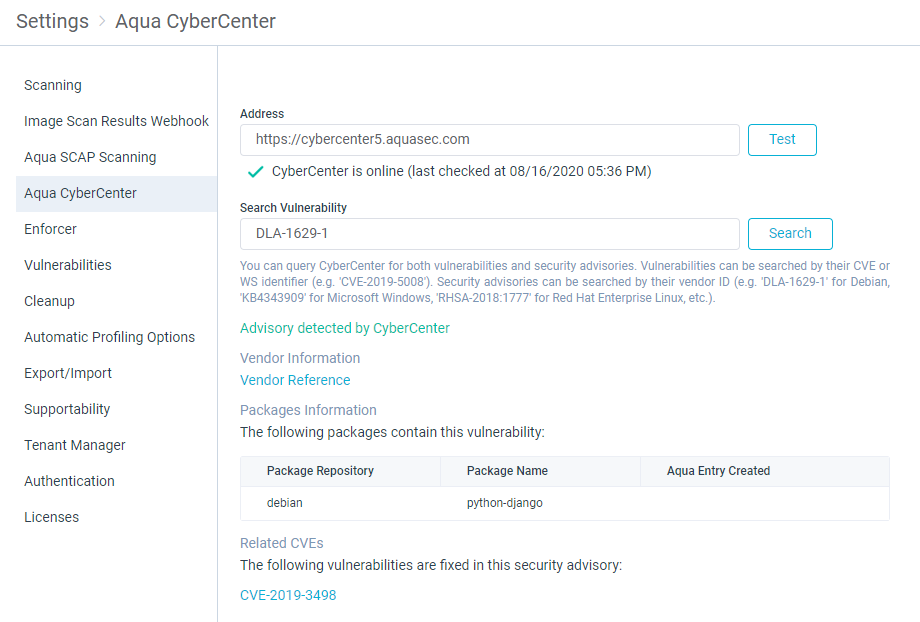 Settings > Aqua CyberCenter
Scanning
Image Scan Results Webhook
Aqua SCAP Scanning
Aqua CyberCenter
Enforcer
Vulnerabilities
Cleanup
Automatic Profiling Options
Export/Import
Supportability
Tenant Manager
Authentication
Licenses
Address
https://cybercenter5.aquasec.com
Test
CyberCenter is online (last checked at 08/16/2020 05:36 PM)
Search Vulnerability
DLA-1629-1
Search
You can query CyberCenter for both vulnerabilities and security advisories. Vulnerabilities can be searched by their CVE or
WS identifier (e.g. 'CVE-2019-5008'). Security advisories can be searched by their vendor ID (e.g. 'DLA-1629-1' for Debian,
'KB4343909' for Microsoft Windows, 'RHSA-2018:1777' for Red Hat Enterprise Linux, etc.).
Advisory detected by CyberCenter
Vendor Information
Vendor Reference
Packages Information
The following packages contain this vulnerability:
Package Repository Package Name Aqua Entry Created
debian python-django
Related CVEs
The following vulnerabilities are fixed in this security advisory:
CVE-2019-3498